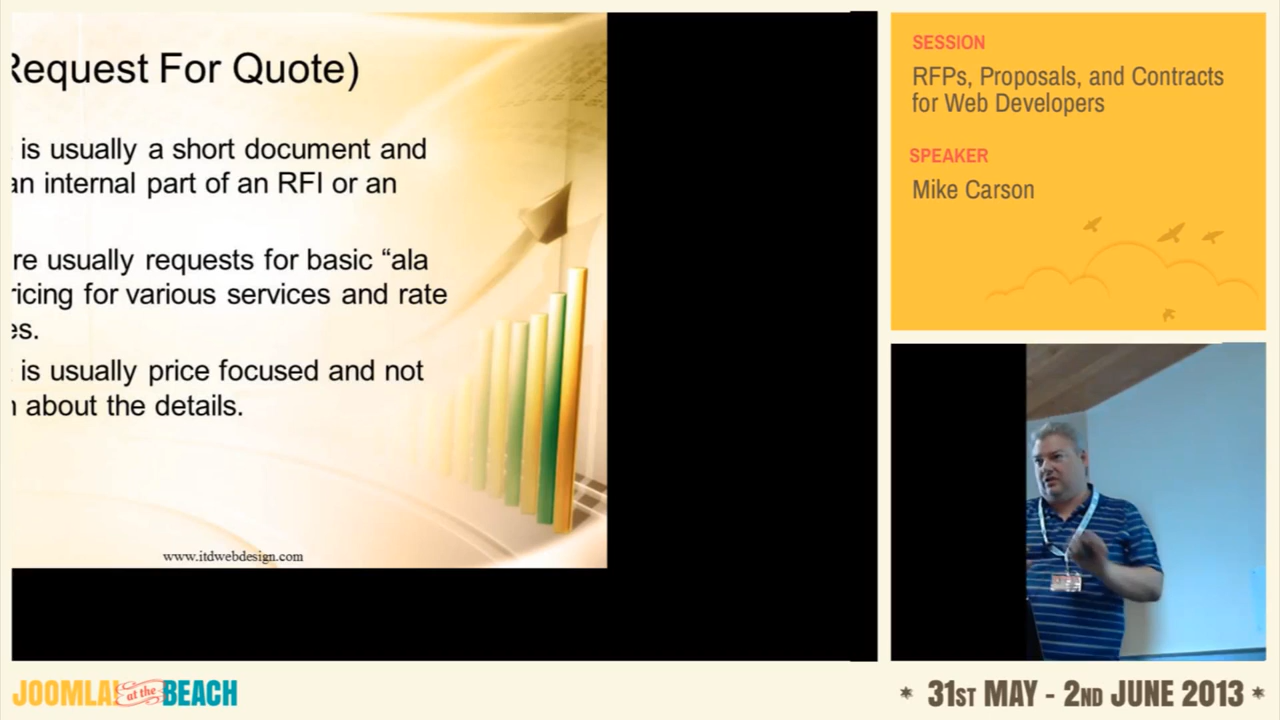 Request For Quote)
is usually a short document and
an internal part of an RFI or an
re usually requests for basic “ala
ricing for various services and rate
es.
is usually price focused and not
about the details.
www.itdwebdesign.com
SESSION
RFPs, Proposals, and Contracts
for Web Developers
SPEAKER
Mike Carson
JOOMLA! at the BEACH
* 31ST MAY - 2ND JUNE 2013 *